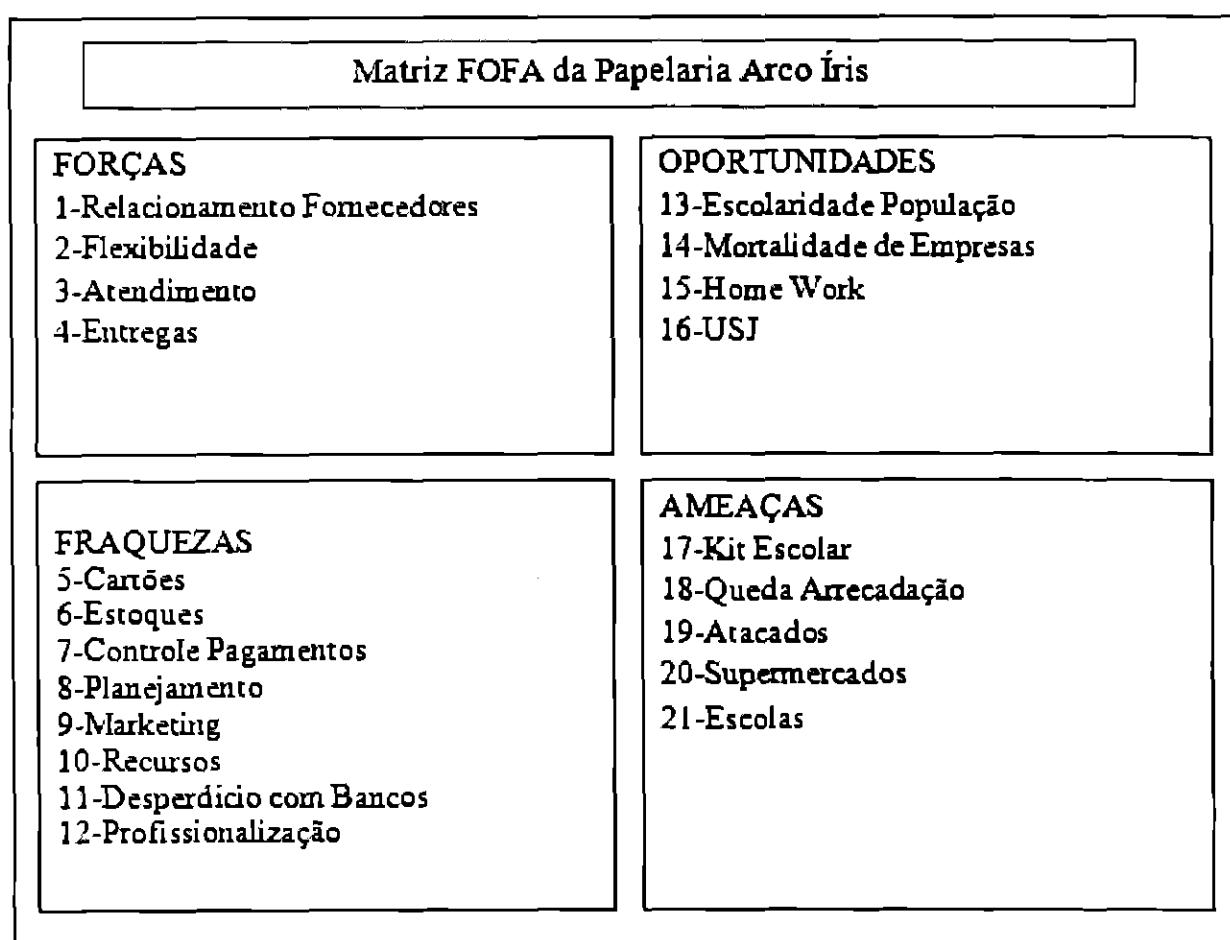 Matriz FOFA da Papelaria Arco Íris
FORÇAS
1-Relacionamento Fornecedores
2-Flexibilidade
3-Atendimento
4-Entregas
OPORTUNIDADES
13-Escolaridade População
14-Mortalidade de Empresas
15-Home Work
16-USJ
FRAQUEZAS
5-Cartões
6-Estoques
7-Controle Pagamentos
8-Planejamento
9-Marketing
10-Recursos
11-Desperdício com Bancos
12-Profissionalização
AMEAÇAS
17-Kit Escolar
18-Queda Arrecadação
19-Atacados
20-Supermercados
21-Escolas